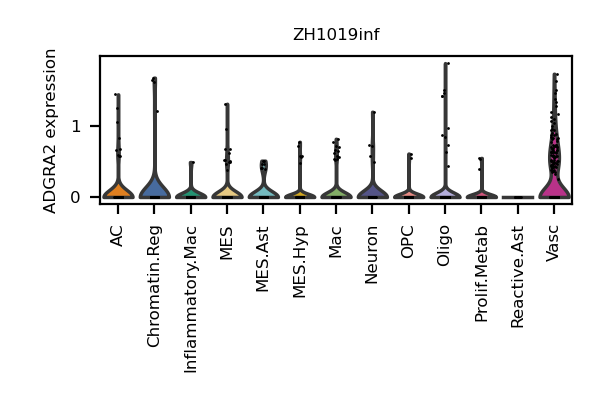 ZH1019inf
ADGRA2 expression
1
0
AC
Chromatin.Reg
Inflammatory.Mac
MES
MES.Ast
MES.Hyp
Mac
Neuron
OPC
Oligo
Prolif.Metab
Reactive.Ast
Vasc